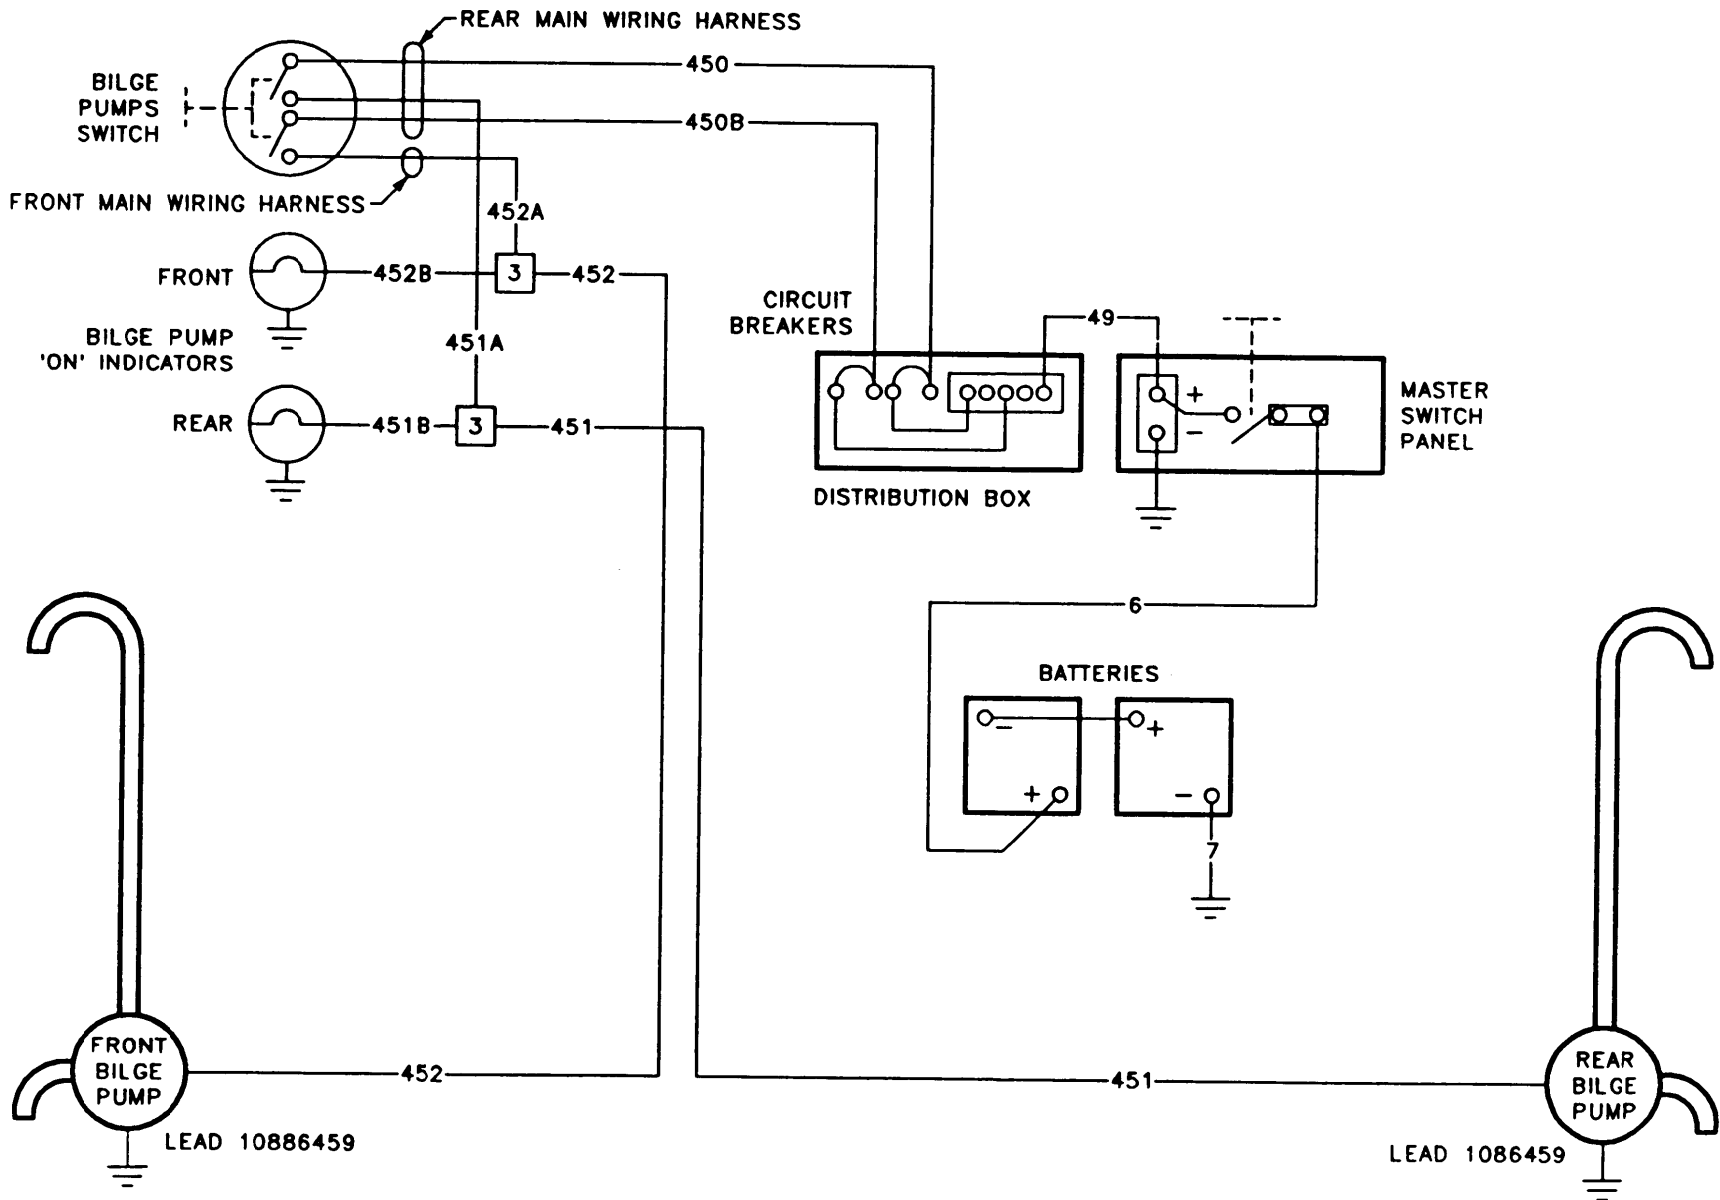 REAR MAIN WIRING HARNESS
450
BILGE
PUMPS
SWITCH
450B
FRONT MAIN WIRING HARNESS
452A
FRONT
452B
3
452
BILGE PUMP
'ON' INDICATORS
451A
REAR
451B
3
451
CIRCUIT
BREAKERS
49
+
-
MASTER
SWITCH
PANEL
DISTRIBUTION BOX
6
BATTERIES
-
+
+
-
7
FRONT
BILGE
PUMP
452
LEAD 10886459
451
REAR
BILGE
PUMP
LEAD 1086459